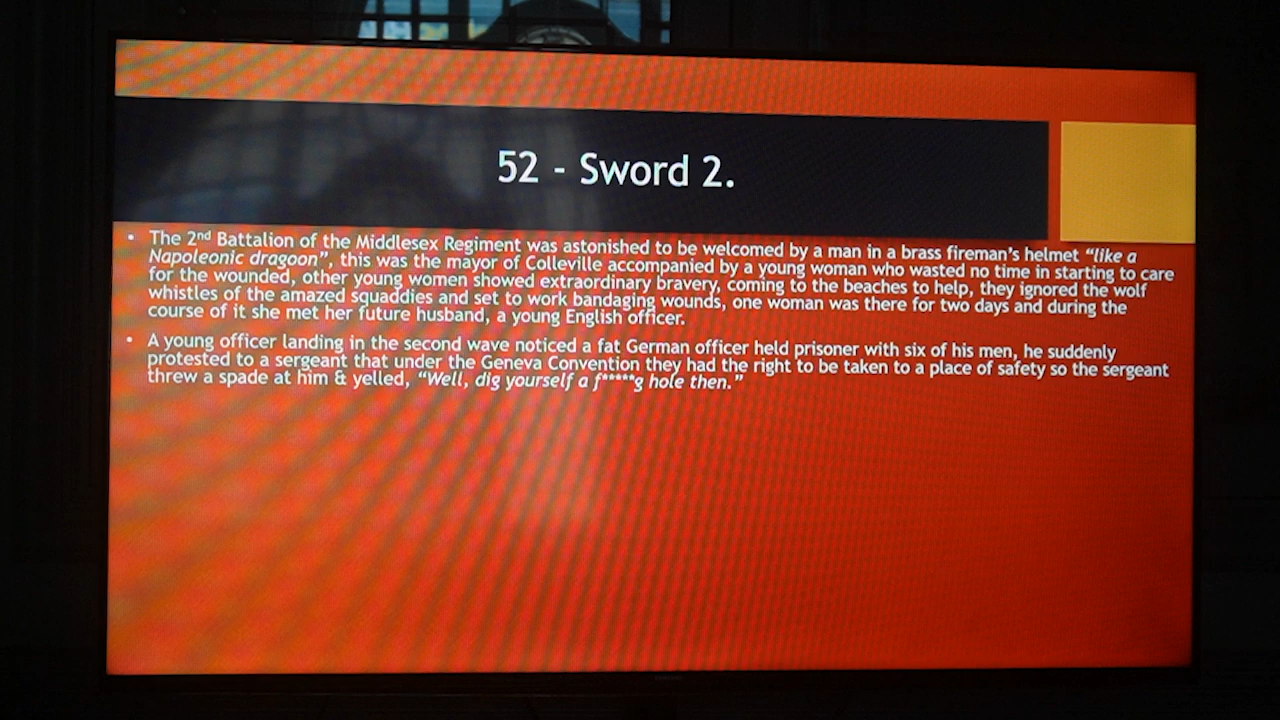 52 - Sword 2.
• The 2nd Battalion of the Middlesex Regiment was astonished to be welcomed by a man in a brass fireman's helmet "like a
Napoleonic dragoon", this was the mayor of Colleville accompanied by a young woman who wasted no time in starting to care
for the wounded, other young women showed extraordinary bravery, coming to the beaches to help, they ignored the wolf
whistles of the amazed squaddies and set to work bandaging wounds, one woman was there for two days and during the
course of it she met her future husband, a young English officer.
• A young officer landing in the second wave noticed a fat German officer held prisoner with six of his men, he suddenly
protested to a sergeant that under the Geneva Convention they had the right to be taken to a place of safety so the sergeant
threw a spade at him & yelled, "Well, dig yourself a f*****g hole then."